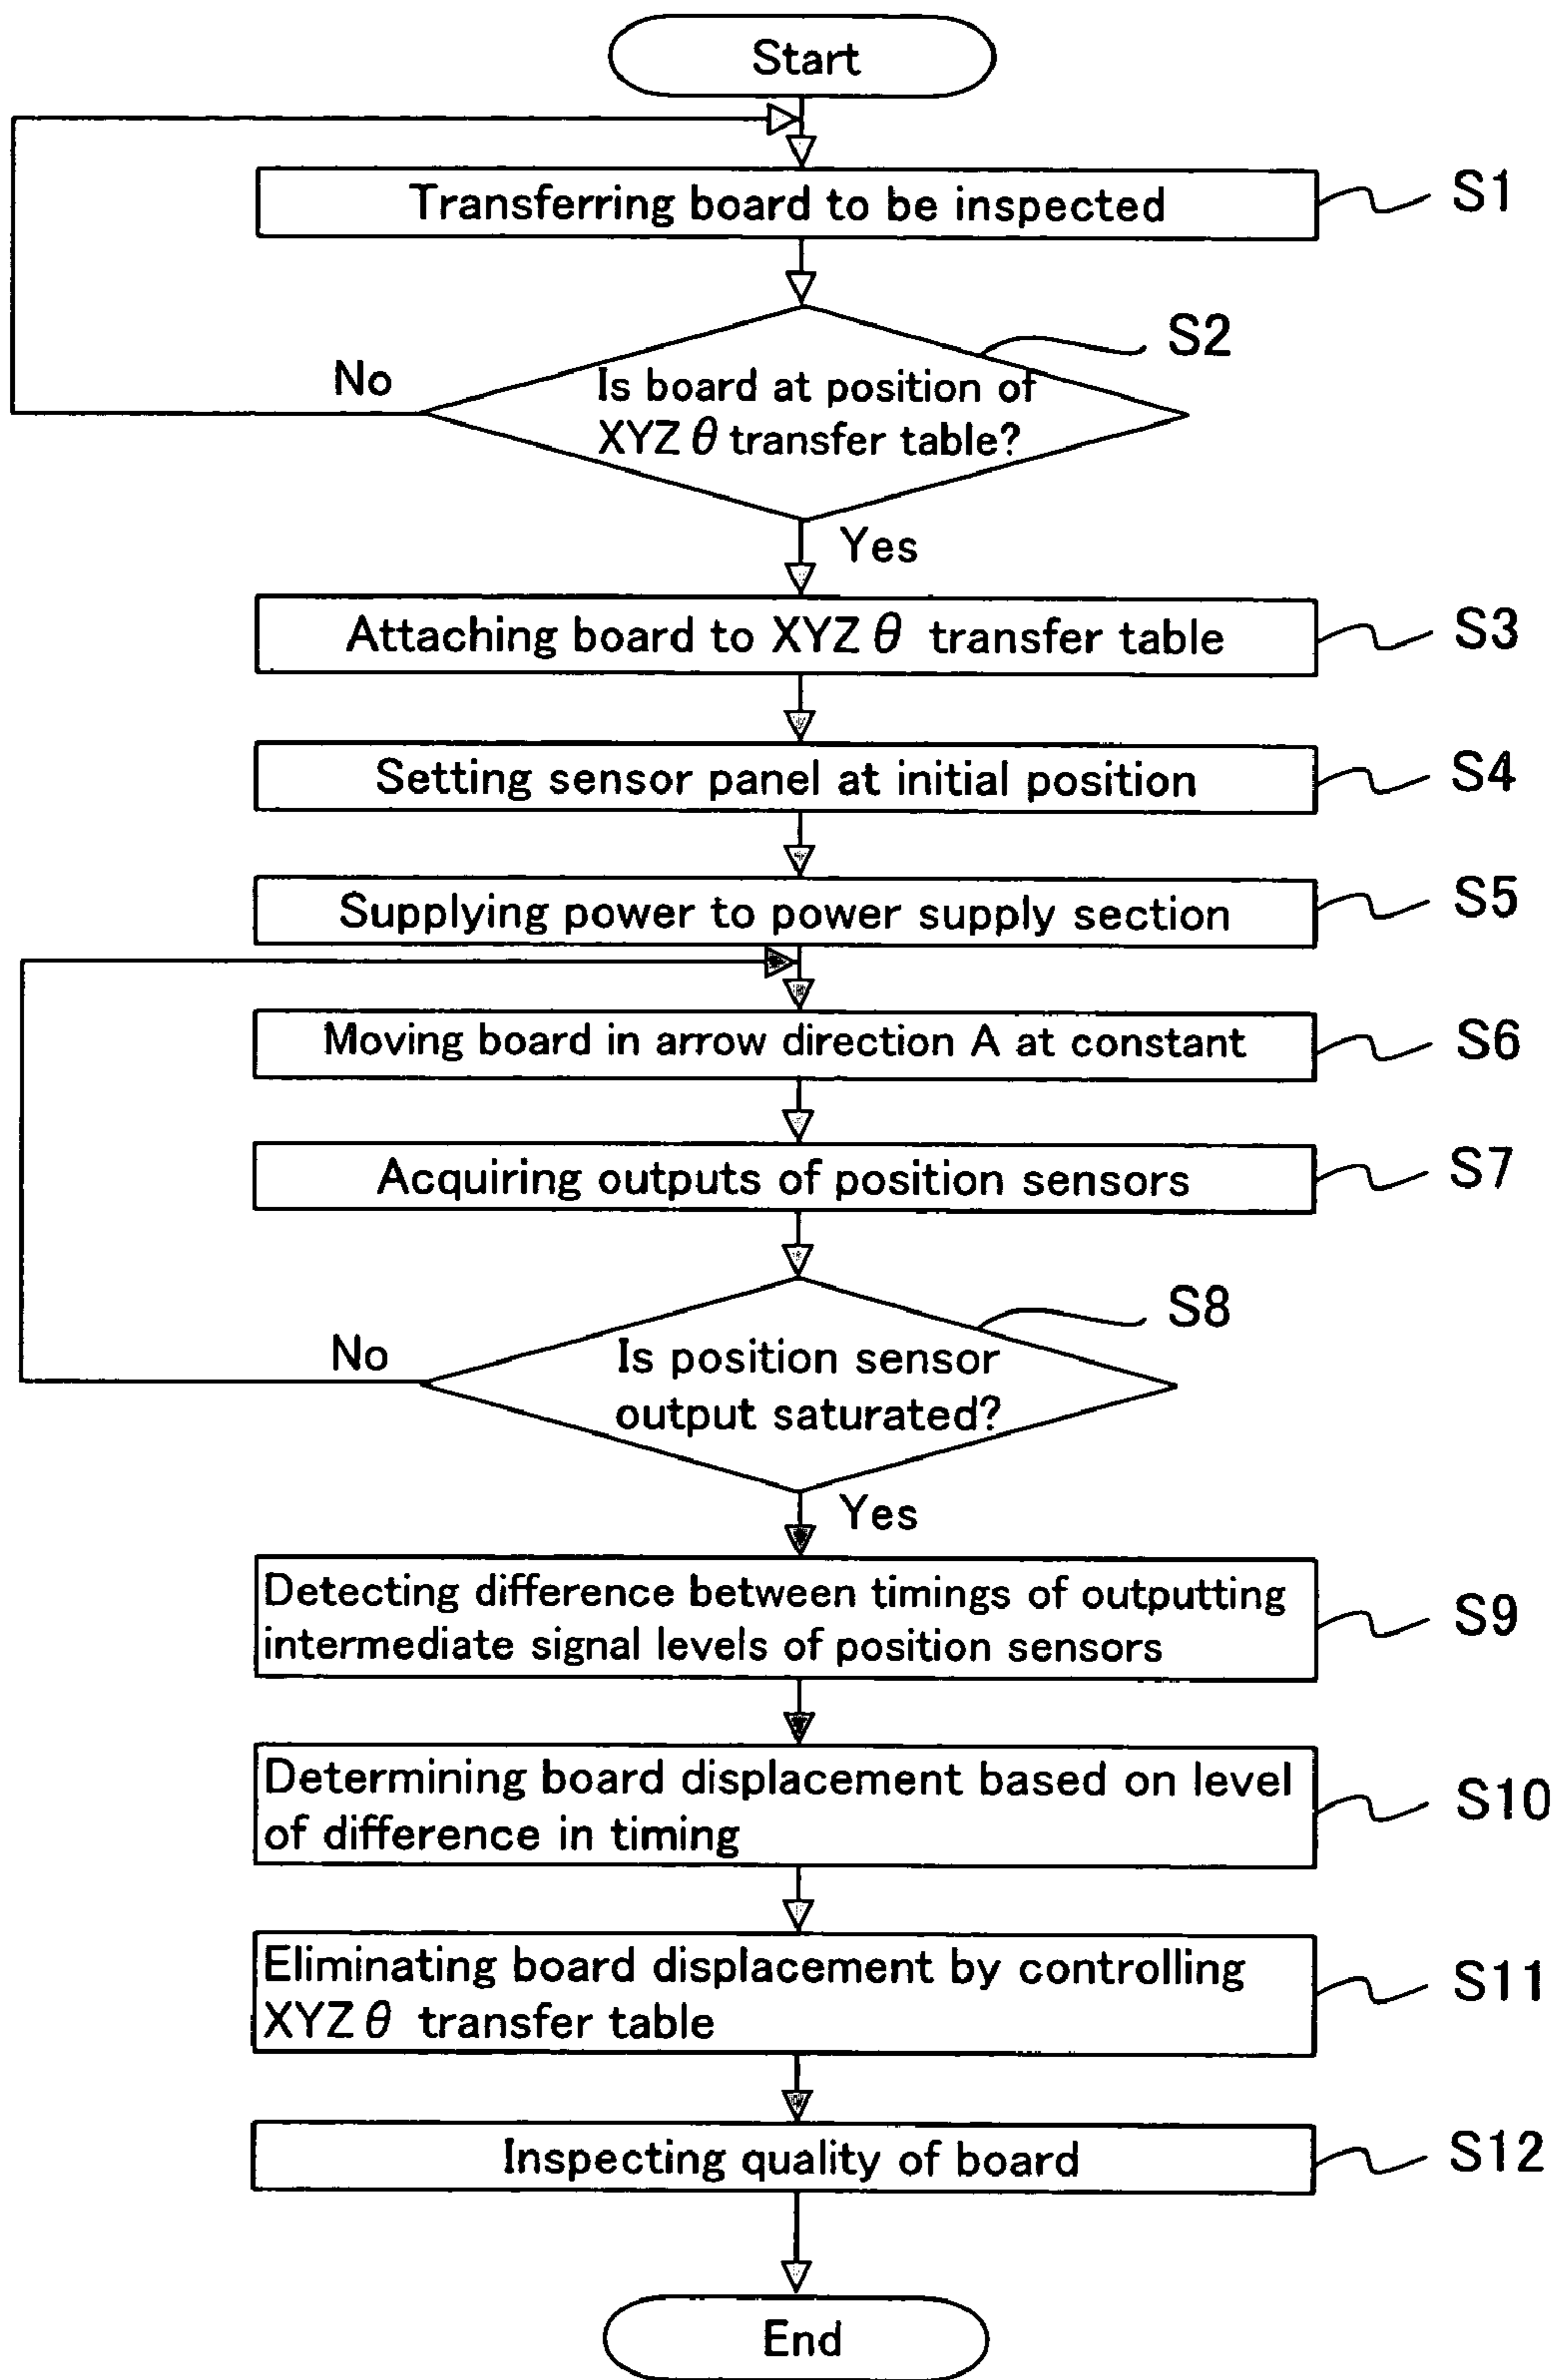 Start
Transferring board to be inspected
S1
S2
No
Is board at position of
XYZ θ transfer table?
Yes
Attaching board to XYZ θ transfer table
S3
Setting sensor panel at initial position
S4
Supplying power to power supply section
S5
Moving board in arrow direction A at constant
S6
Acquiring outputs of position sensors
S7
S8
No
Is position sensor
output saturated?
Yes
Detecting difference between timings of outputting
intermediate signal levels of position sensors
S9
Determining board displacement based on level
of difference in timing
S10
Eliminating board displacement by controlling
XYZ θ transfer table
S11
Inspecting quality of board
S12
End